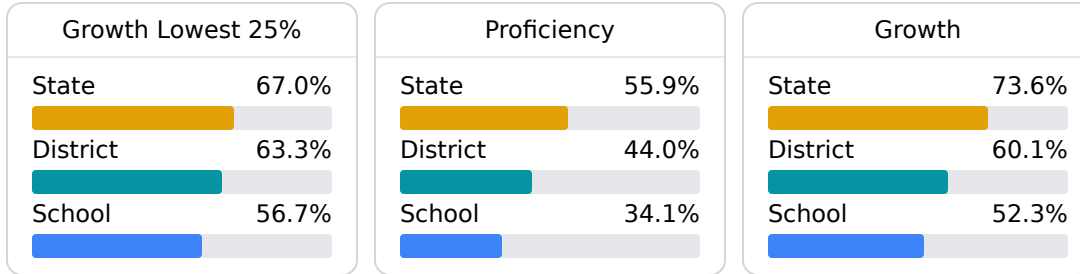 Growth Lowest 25%
State 67.0%
District 63.3%
School 56.7%
Proficiency
State 55.9%
District 44.0%
School 34.1%
Growth
State 73.6%
District 60.1%
School 52.3%